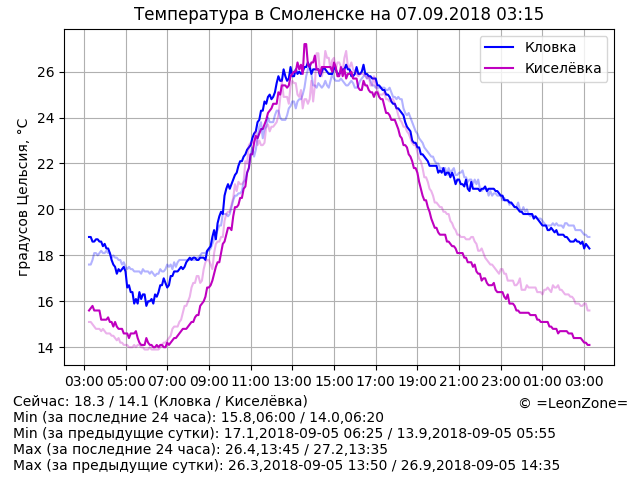 Температура в Смоленске на 07.09.2018 03:15
Кловка
Киселёвка
градусов Цельсия, °C
26
24
22
20
18
16
14
03:00 05:00 07:00 09:00 11:00 13:00 15:00 17:00 19:00 21:00 23:00 01:00 03:00
Сейчас: 18.3 / 14.1 (Кловка / Киселёвка)
© =LeonZone=
Min (за последние 24 часа): 15.8,06:00 / 14.0,06:20
Min (за предыдущие сутки): 17.1,2018-09-05 06:25 / 13.9,2018-09-05 05:55
Max (за последние 24 часа): 26.4,13:45 / 27.2,13:35
Max (за предыдущие сутки): 26.3,2018-09-05 13:50 / 26.9,2018-09-05 14:35